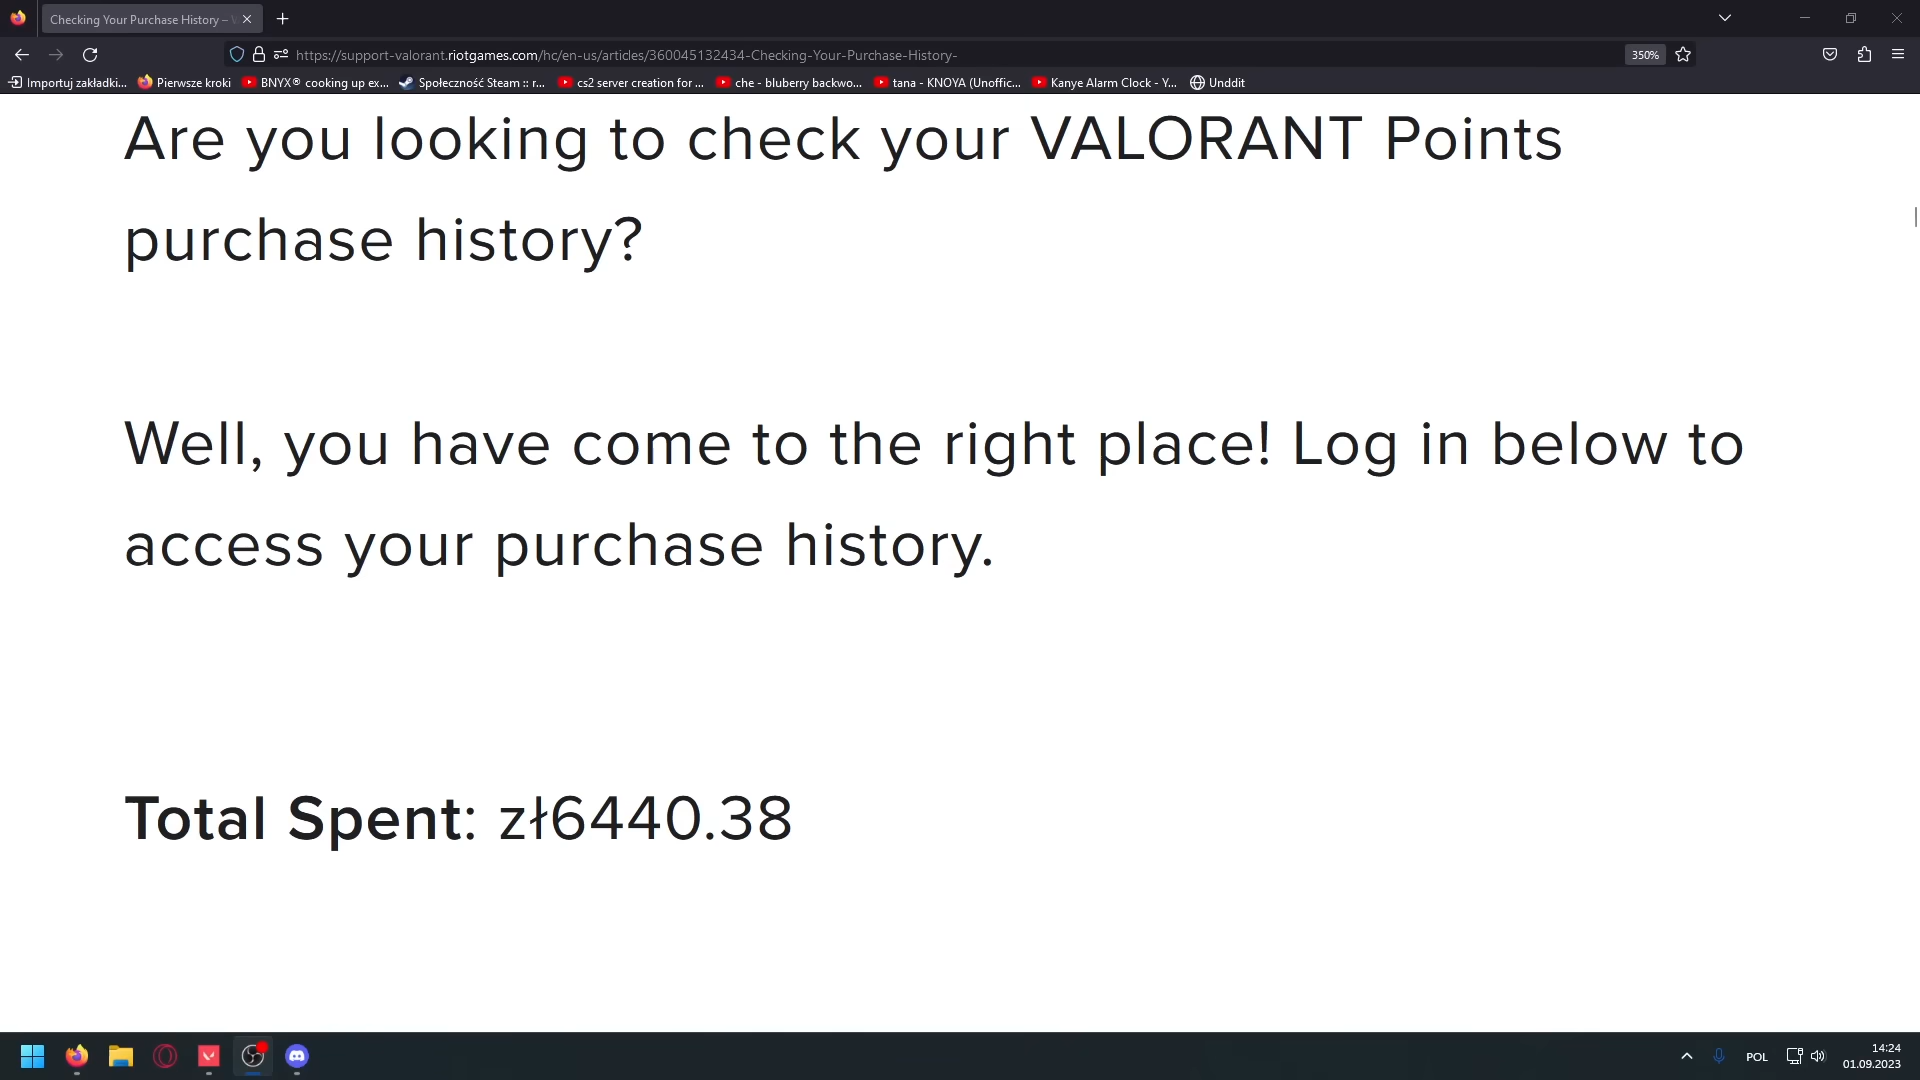 Checking Your Purchase History –
https://support-valorant.riotgames.com/hc/en-us/articles/360045132434-Checking-Your-Purchase-History-
350%
Importuj zakładki...
Pierwsze kroki
BNYX® cooking up ex...
Społeczność Steam :: r...
cs2 server creation for ...
che - bluberry backwo...
tana - KNOYA (Unoffic...
Kanye Alarm Clock - Y...
Unddit
Are you looking to check your VALORANT Points
purchase history?
Well, you have come to the right place! Log in below to
access your purchase history.
Total Spent: zł6440.38
POL
14:24
01.09.2023